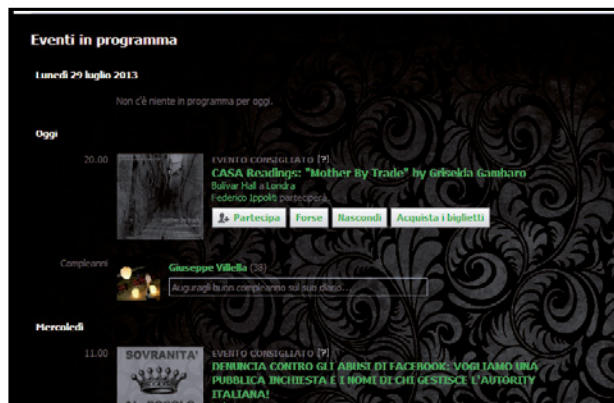 Eventi in programma
Lunedì 29 luglio 2013
Non c'è niente in programma per oggi.
Oggi
20.00
EVENTO CONSIGLIATO [?]
CASA Readings: "Mother By Trade" by Griselda Gambaro
Bolivar Hall a Londra
Federico Ippoliti parteciperà.
Partecipa Forse Nascondi Acquista i biglietti
Compleanni
Giuseppe Villella (38)
Auguragli buon compleanno sul suo diario...
Mercoledì
11.00
SOVRANITA'
EVENTO CONSIGLIATO [?]
DENUNCIA CONTRO GLI ABUSI DI FACEBOOK: VOGLIAMO UNA
PUBBLICA INCHIESTA E I NOMI DI CHI GESTISCE L'AUTORITY
ITALIANA!